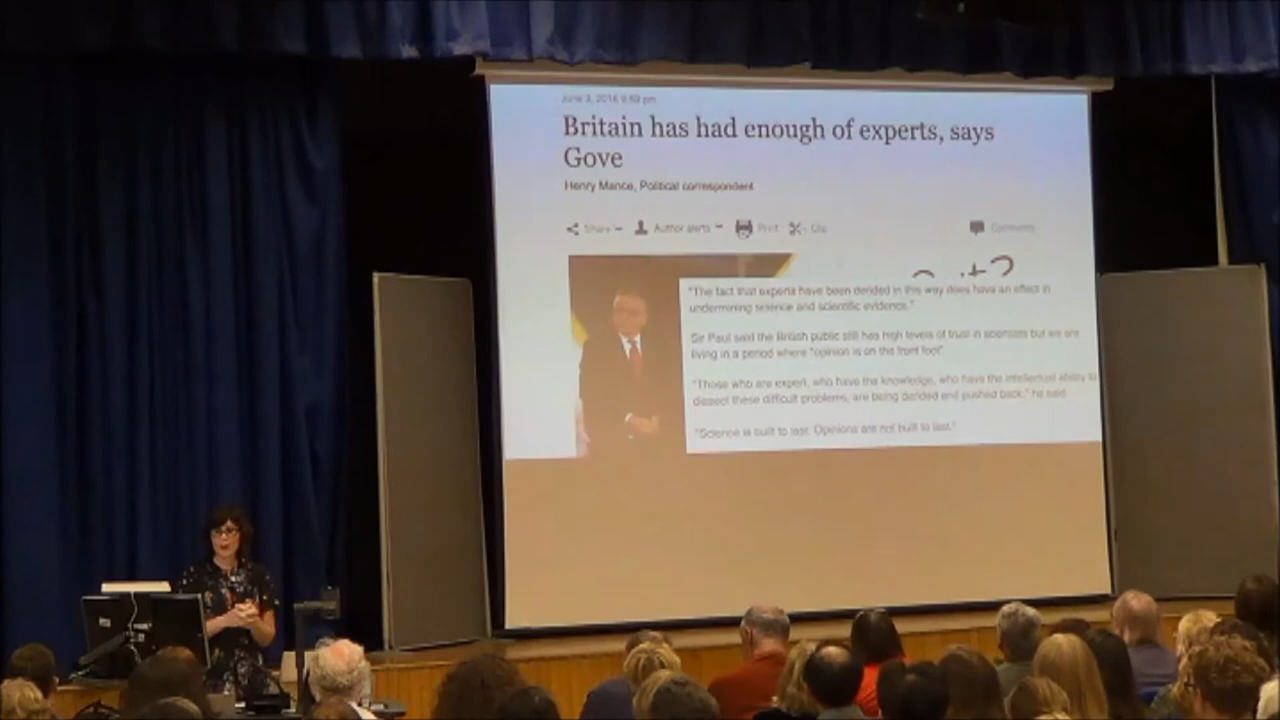 June 3, 2016 9:59 pm
Britain has had enough of experts, says
Gove
Henry Mance, Political correspondent
Share
Author alerts
Print
Clip
Comments
"The fact that experts have been derided in this way does have an effect in
undermining science and scientific evidence."
Sir Paul said the British public still has high levels of trust in scientists but we are
living in a period where "opinion is on the front foot"
"Those who are expert, who have the knowledge, who have the intellectual ability to
dissect these difficult problems, are being derided and pushed back," he said.
"Science is built to last. Opinions are not built to last."